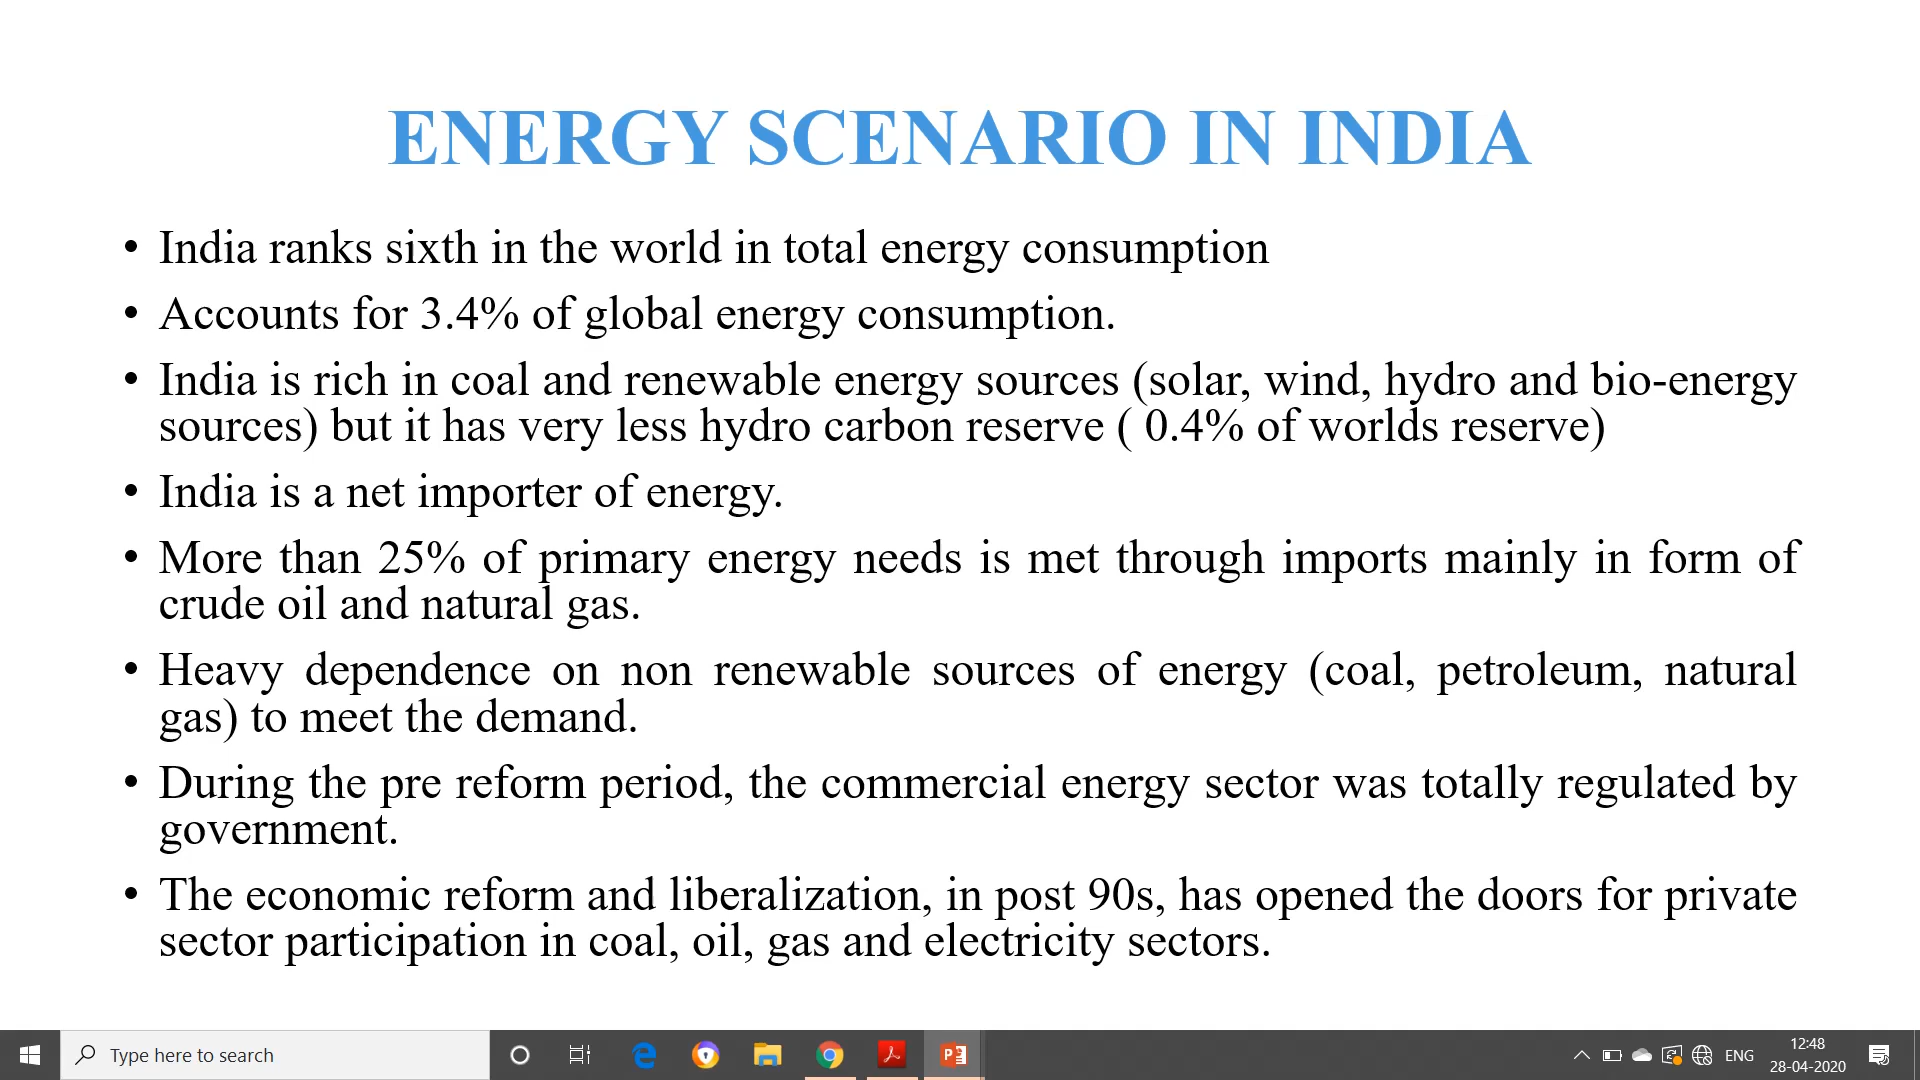 ENERGY SCENARIO IN INDIA
• India ranks sixth in the world in total energy consumption
• Accounts for 3.4% of global energy consumption.
• India is rich in coal and renewable energy sources (solar, wind, hydro and bio-energy
sources) but it has very less hydro carbon reserve ( 0.4% of worlds reserve)
• India is a net importer of energy.
• More than 25% of primary energy needs is met through imports mainly in form of
crude oil and natural gas.
• Heavy dependence on non renewable sources of energy (coal, petroleum, natural
gas) to meet the demand.
• During the pre reform period, the commercial energy sector was totally regulated by
government.
• The economic reform and liberalization, in post 90s, has opened the doors for private
sector participation in coal, oil, gas and electricity sectors.
Type here to search
ENG
12:48
28-04-2020